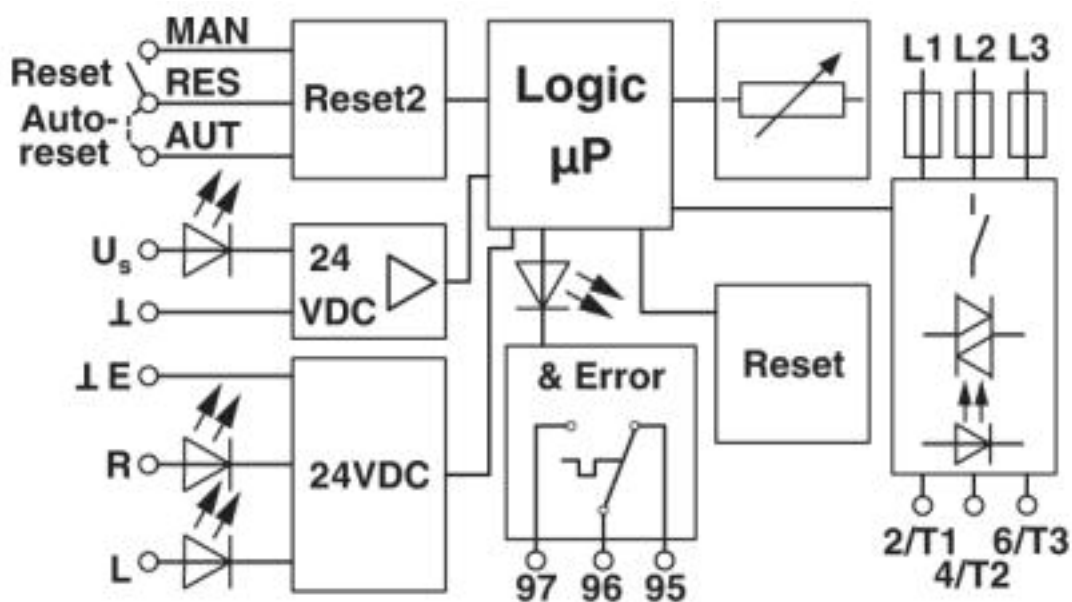 MAN
Reset
RES
Auto-
reset
AUT
Reset2
Logic
µP
L1 L2 L3
Us
⊥
24
VDC
⊥ E
R
L
24VDC
& Error
Reset
97 96 95
2/T1
4/T2
6/T3